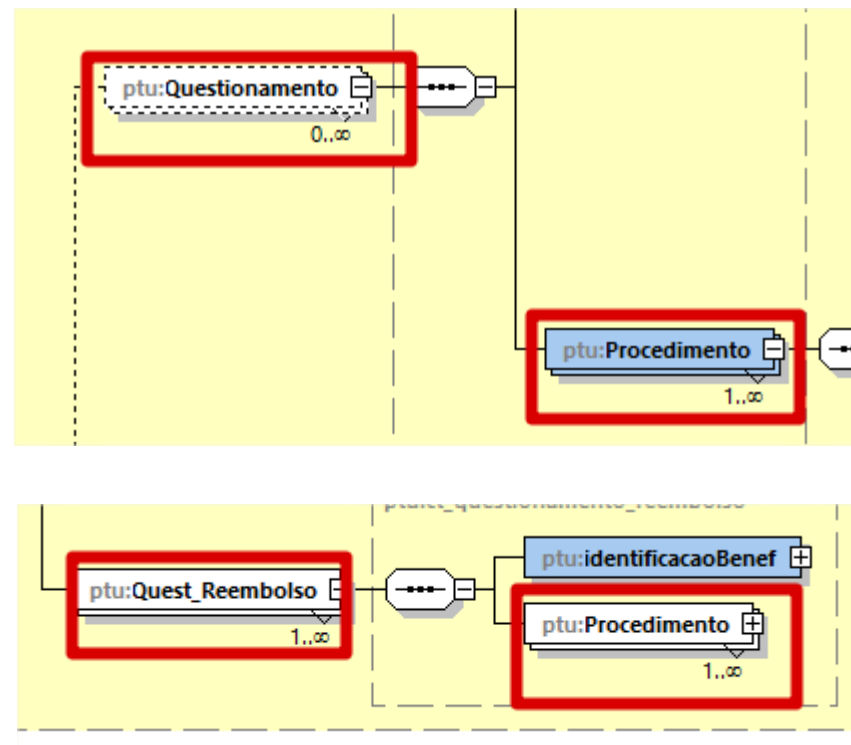 ptu:Questionamento
0..∞
ptu:Procedimento
1..∞
ptu:identificacaoBenef
ptu:Quest_Reembolso
1..∞
ptu:Procedimento
1..∞